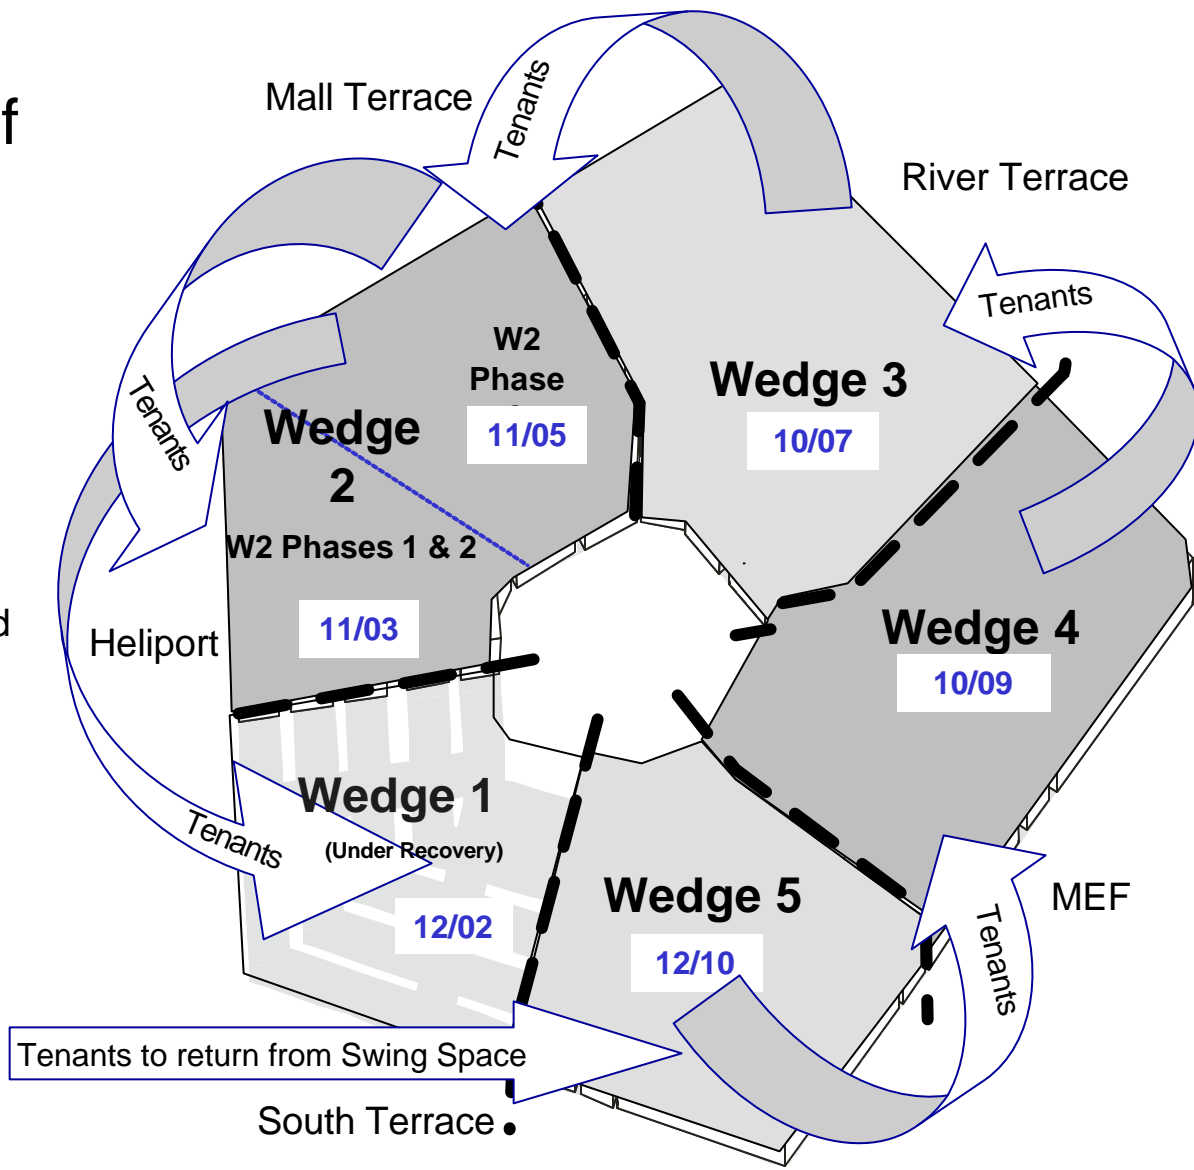 f
Mall Terrace
Tenants
River Terrace
Tenants
W2
Phase
11/05
Wedge 3
10/07
Tenants
Wedge
2
W2 Phases 1 & 2
11/03
d
Heliport
Wedge 4
10/09
Wedge 1
(Under Recovery)
12/02
Tenants
Wedge 5
12/10
MEF
Tenants
Tenants to return from Swing Space
South Terrace